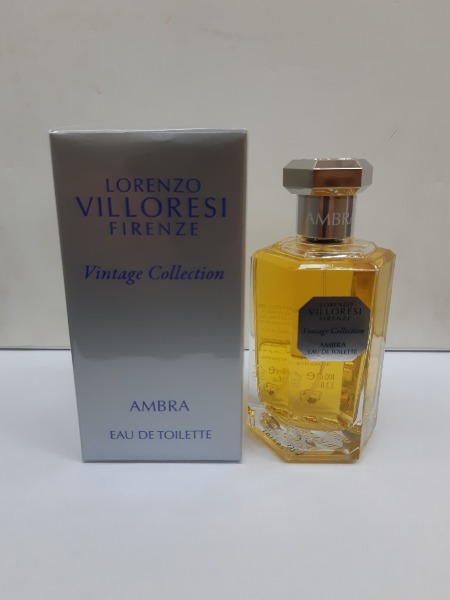 LORENZO
VILLORESI
FIRENZE
Vintage Collection
AMBRA
EAU DE TOILETTE
AMBRA
LORENZO
VILLORESI
FIRENZE
Vintage Collection
AMBRA
EAU DE TOILETTE